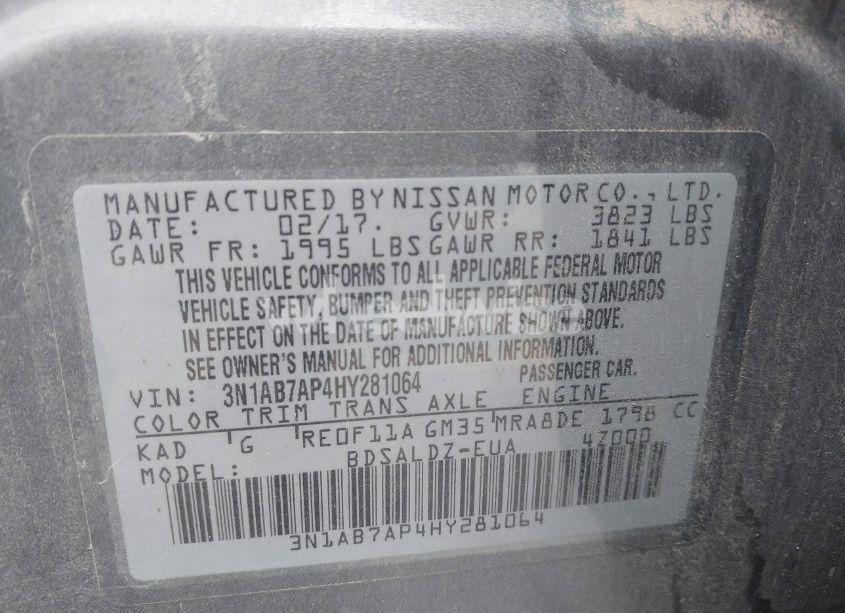 MANUFACTURED BY NISSAN MOTOR CO., LTD.
DATE: 02/17. GVWR: 3823 LBS
GAWR FR: 1995 LBS GAWR RR: 1841 LBS
THIS VEHICLE CONFORMS TO ALL APPLICABLE FEDERAL MOTOR
VEHICLE SAFETY, BUMPER AND THEFT PREVENTION STANDARDS
IN EFFECT ON THE DATE OF MANUFACTURE SHOWN ABOVE.
SEE OWNER'S MANUAL FOR ADDITIONAL INFORMATION.
VIN: 3N1AB7AP4HY281064 PASSENGER CAR.
COLOR TRIM TRANS AXLE ENGINE
KAD G RE0F11A GM35 MRA8DE 1798 CC
MODEL: BDSALDZ-EUA 4Z000
3N1AB7AP4HY281064